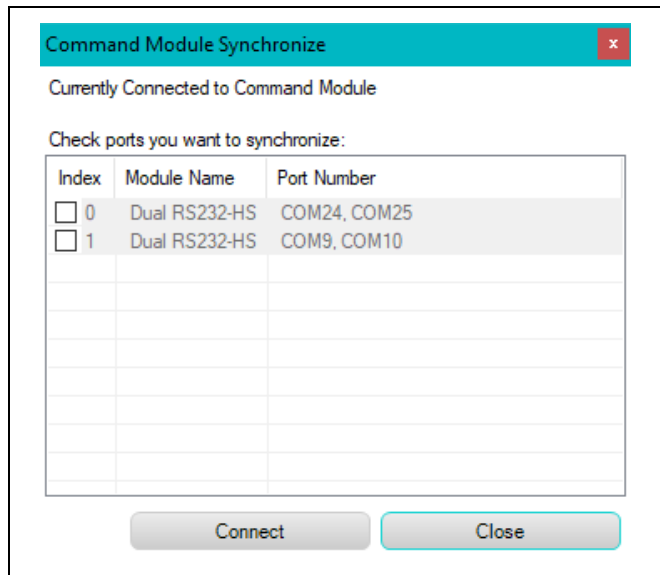 Command Module Synchronize x
Currently Connected to Command Module
Check ports you want to synchronize:
Index Module Name Port Number
0 Dual RS232-HS COM24, COM25
1 Dual RS232-HS COM9, COM10
Connect Close